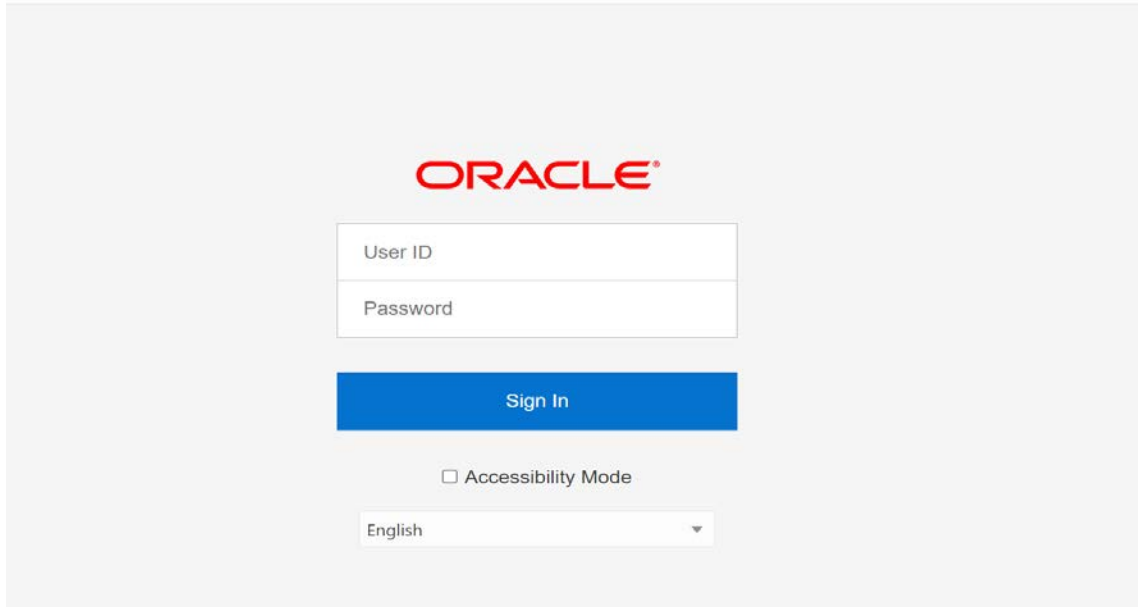 ORACLE®
User ID
Password
Sign In
Accessibility Mode
English